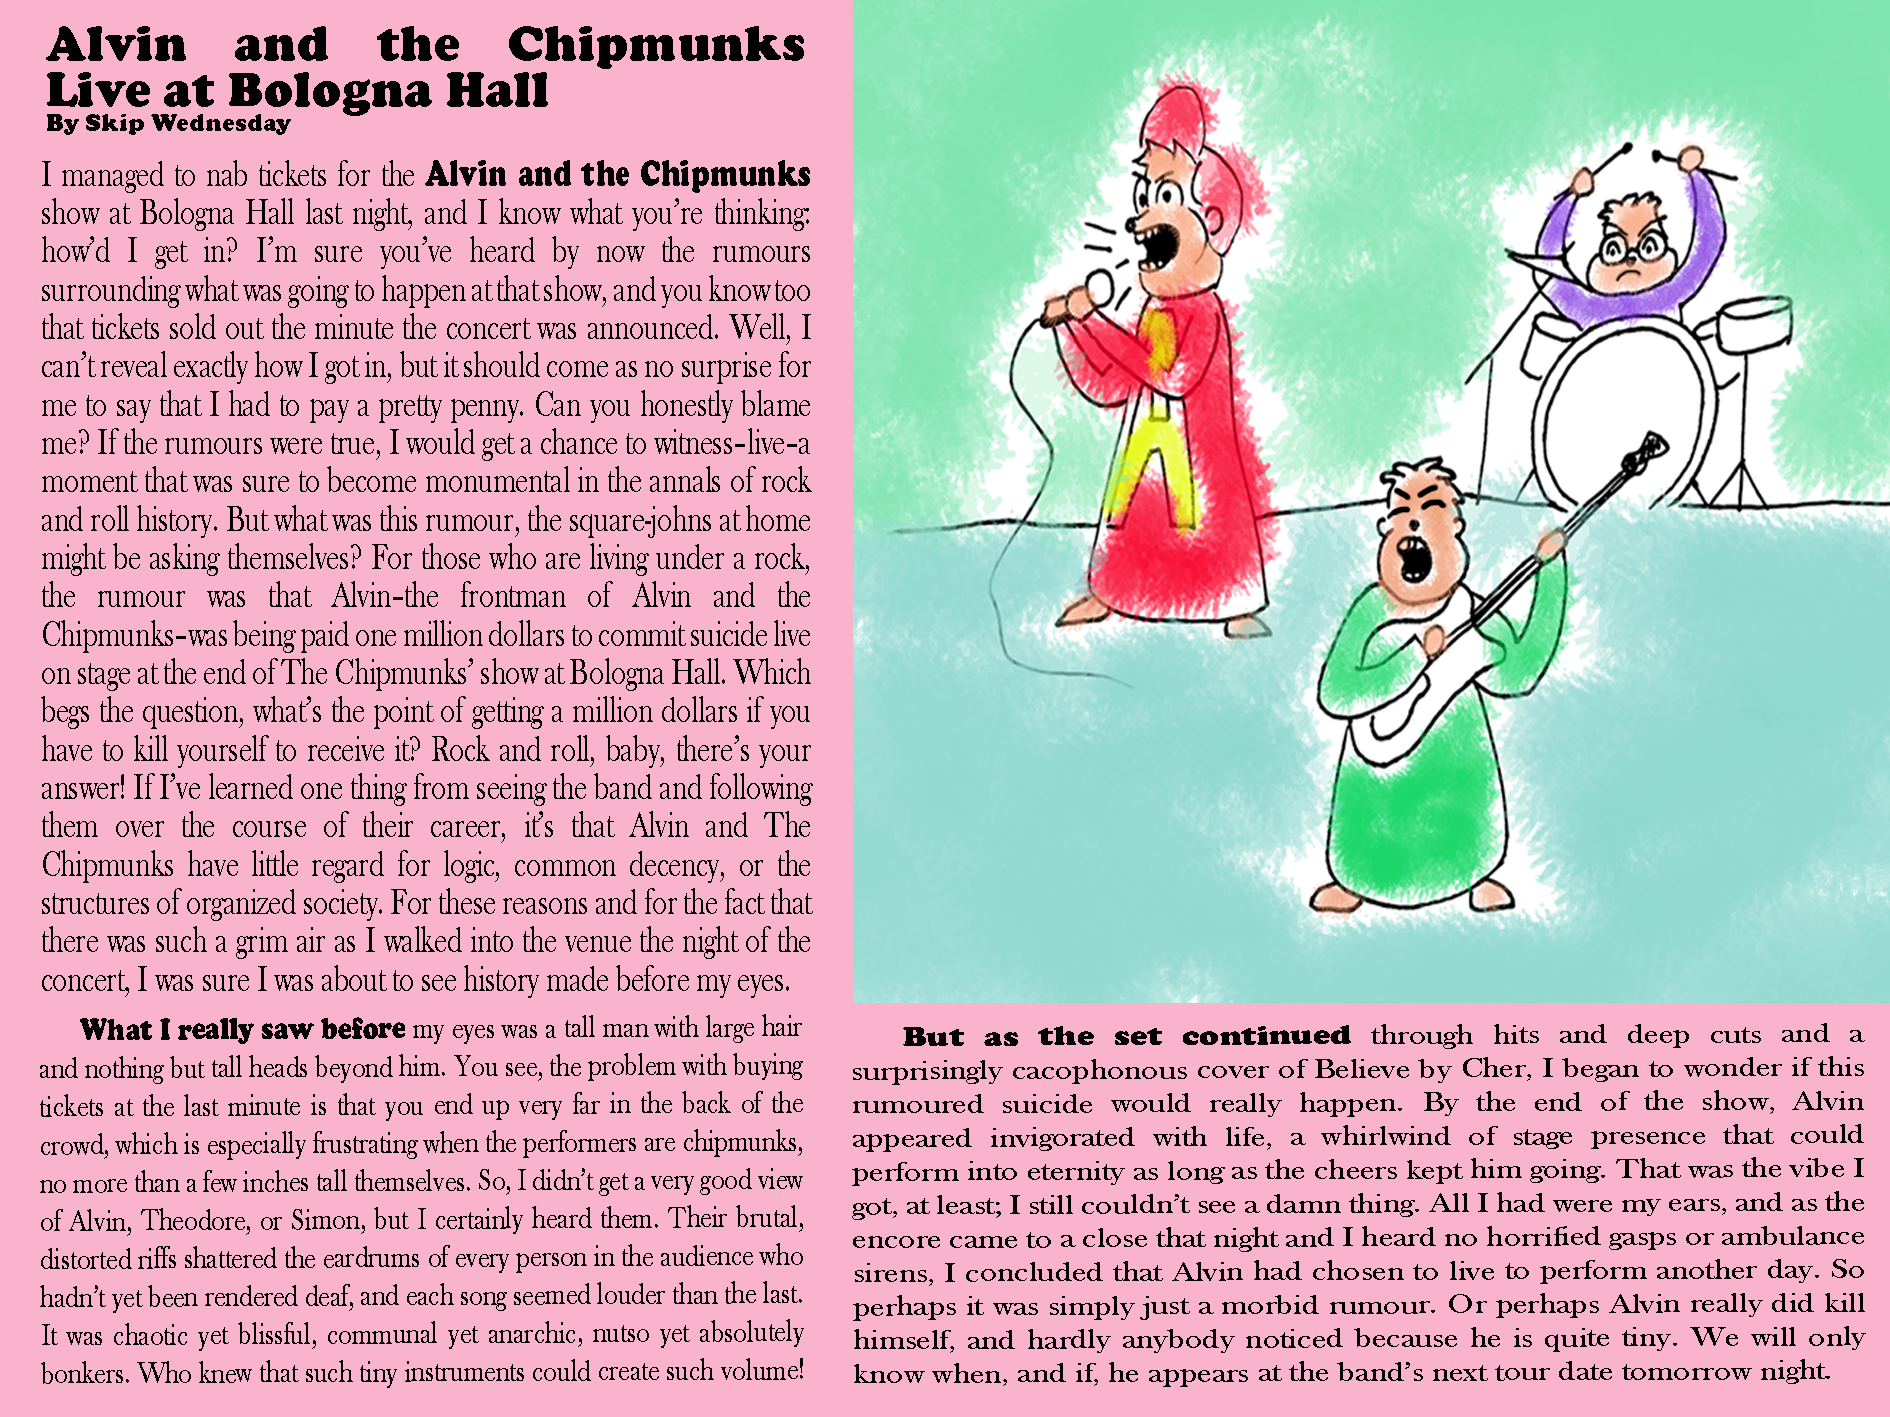 Alvin and the Chipmunks
Live at Bologna Hall
By Skip Wednesday
I managed to nab tickets for the Alvin and the Chipmunks
show at Bologna Hall last night, and I know what you're thinking:
how'd I get in? I'm sure you've heard by now the rumours
surrounding what was going to happen at that show, and you know too
that tickets sold out the minute the concert was announced. Well, I
can't reveal exactly how I got in, but it should come as no surprise for
me to say that I had to pay a pretty penny. Can you honestly blame
me? If the rumours were true, I would get a chance to witness-live-a
moment that was sure to become monumental in the annals of rock
and roll history. But what was this rumour, the square-johns at home
might be asking themselves? For those who are living under a rock,
the rumour was that Alvin-the frontman of Alvin and the
Chipmunks-was being paid one million dollars to commit suicide live
on stage at the end of The Chipmunks' show at Bologna Hall. Which
begs the question, what's the point of getting a million dollars if you
have to kill yourself to receive it? Rock and roll, baby, there's your
answer! If I've learned one thing from seeing the band and following
them over the course of their career, it's that Alvin and The
Chipmunks have little regard for logic, common decency, or the
structures of organized society. For these reasons and for the fact that
there was such a grim air as I walked into the venue the night of the
concert, I was sure I was about to see history made before my eyes.
What I really saw before my eyes was a tall man with large hair
and nothing but tall heads beyond him. You see, the problem with buying
tickets at the last minute is that you end up very far in the back of the
crowd, which is especially frustrating when the performers are chipmunks,
no more than a few inches tall themselves. So, I didn't get a very good view
of Alvin, Theodore, or Simon, but I certainly heard them. Their brutal,
distorted riffs shattered the eardrums of every person in the audience who
hadn't yet been rendered deaf, and each song seemed louder than the last.
It was chaotic yet blissful, communal yet anarchic, nutso yet absolutely
bonkers. Who knew that such tiny instruments could create such volume!
But as the set continued through hits and deep cuts and a
surprisingly cacophonous cover of Believe by Cher, I began to wonder if this
rumoured suicide would really happen. By the end of the show, Alvin
appeared invigorated with life, a whirlwind of stage presence that could
perform into eternity as long as the cheers kept him going. That was the vibe I
got, at least; I still couldn't see a damn thing. All I had were my ears, and as the
encore came to a close that night and I heard no horrified gasps or ambulance
sirens, I concluded that Alvin had chosen to live to perform another day. So
perhaps it was simply just a morbid rumour. Or perhaps Alvin really did kill
himself, and hardly anybody noticed because he is quite tiny. We will only
know when, and if, he appears at the band's next tour date tomorrow night.